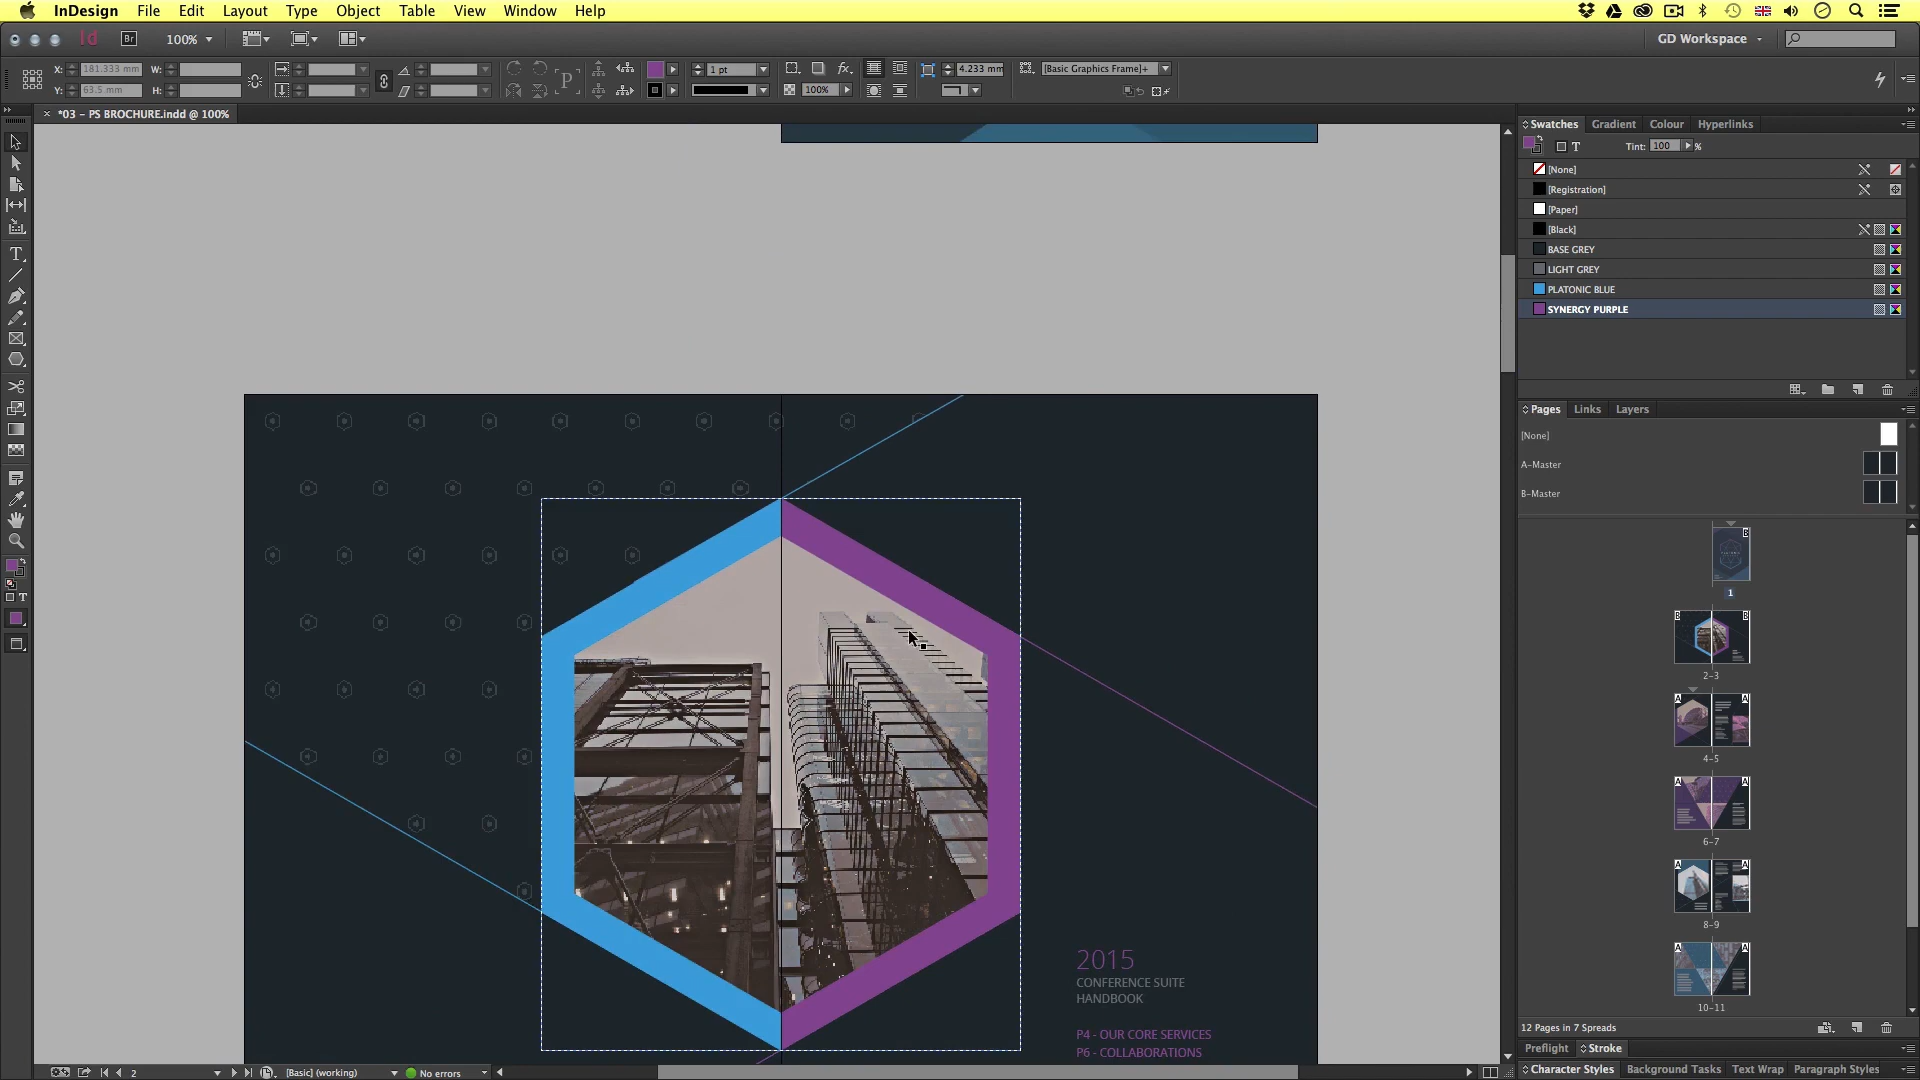 InDesign File Edit Layout Type Object Table View Window Help
Id Br 100% GD Workspace
X: 181.333 mm W: 1 pt fx 4.233 mm [Basic Graphics Frame]+
Y: 63.5 mm H: P 100%
*03 - PS BROCHURE.indd @ 100%
Swatches Gradient Colour Hyperlinks
T Tint: 100 %
[None]
[Registration]
[Paper]
[Black]
BASE GREY
LIGHT GREY
PLATONIC BLUE
SYNERGY PURPLE
Pages Links Layers
[None]
A-Master
B-Master
B
1
B B
2-3
A A
4-5
A A
6-7
A A
8-9
A A
10-11
12 Pages in 7 Spreads
Preflight Stroke
Character Styles Background Tasks Text Wrap Paragraph Styles
2015
CONFERENCE SUITE
HANDBOOK
P4 - OUR CORE SERVICES
P6 - COLLABORATIONS
2 [Basic] (working) No errors